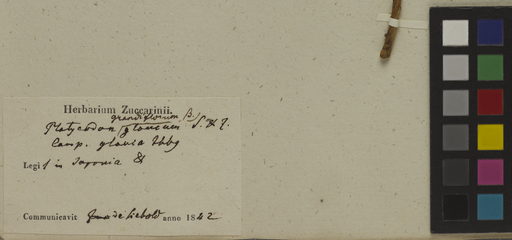 Herbarium Zuccarinii.
grandiflorum β.
Platycodon glaucum S. & Z.
Camp. glauca Thbg
Legit in Japonia
Communicavit de Siebold anno 1842